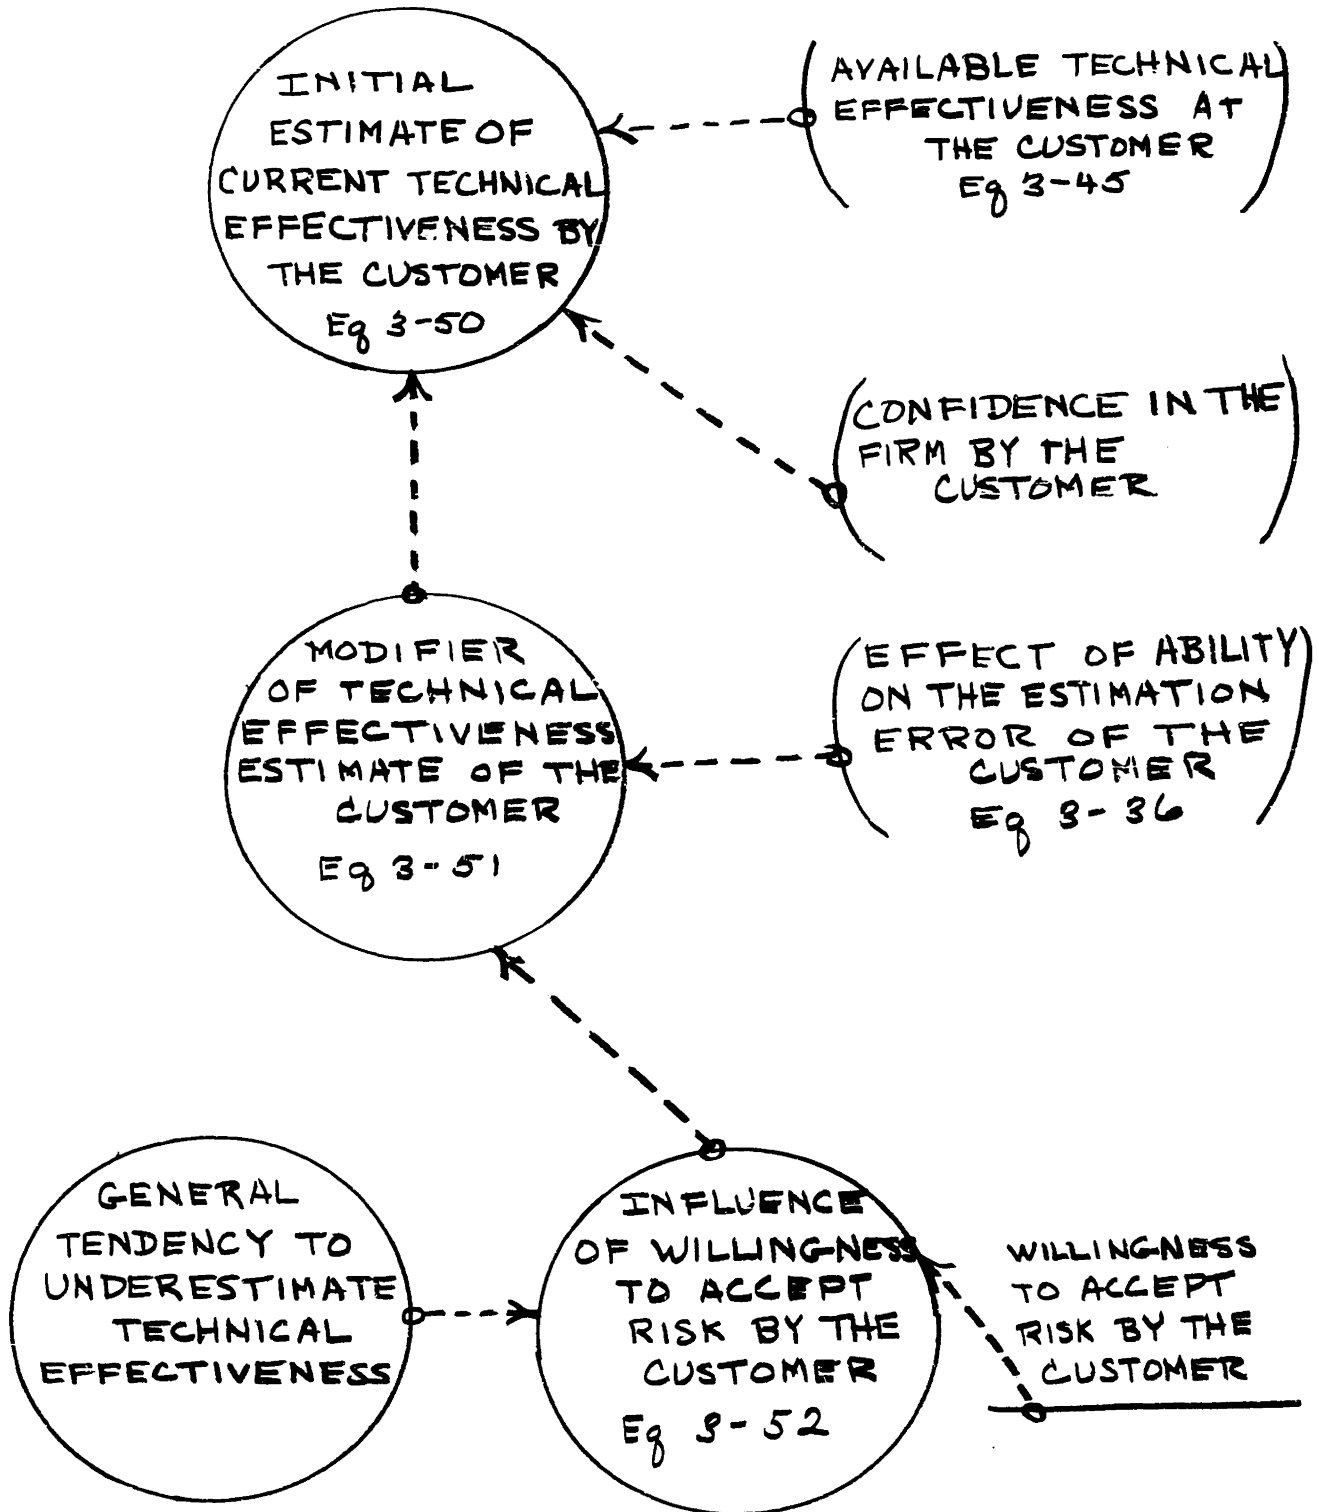 INITIAL
ESTIMATE OF
CURRENT TECHNICAL
EFFECTIVENESS BY
THE CUSTOMER
Eq 3-50
AVAILABLE TECHNICAL
EFFECTIVENESS AT
THE CUSTOMER
Eq 3-45
CONFIDENCE IN THE
FIRM BY THE
CUSTOMER
MODIFIER
OF TECHNICAL
EFFECTIVENESS
ESTIMATE OF THE
CUSTOMER
Eq 3-51
EFFECT OF ABILITY
ON THE ESTIMATION
ERROR OF THE
CUSTOMER
Eq 3-36
GENERAL
TENDENCY TO
UNDERESTIMATE
TECHNICAL
EFFECTIVENESS
INFLUENCE
OF WILLINGNESS
TO ACCEPT
RISK BY THE
CUSTOMER
Eq 3-52
WILLINGNESS
TO ACCEPT
RISK BY THE
CUSTOMER